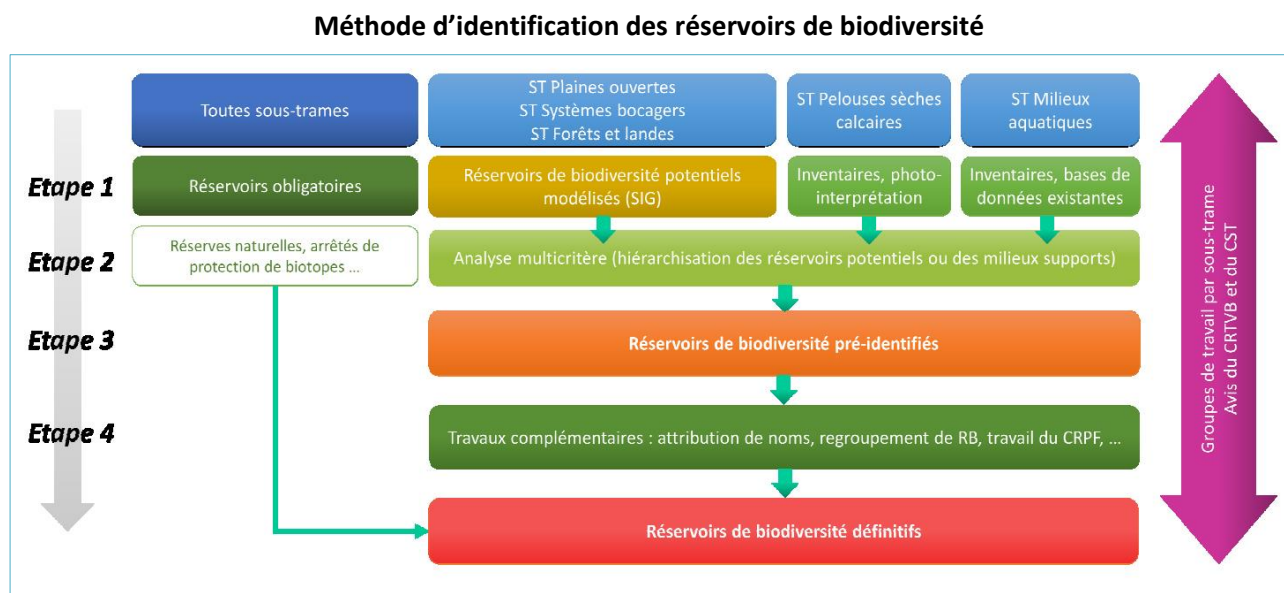 Méthode d'identification des réservoirs de biodiversité
Toutes sous-trames
ST Plaines ouvertes
ST Systèmes bocagers
ST Forêts et landes
ST Pelouses sèches
calcaires
ST Milieux
aquatiques
Etape 1
Réservoirs obligatoires
Réservoirs de biodiversité potentiels
modélisés (SIG)
Inventaires, photo-
interprétation
Inventaires, bases de
données existantes
Etape 2
Réserves naturelles, arrêtés de
protection de biotopes ...
Analyse multicritère (hiérarchisation des réservoirs potentiels ou des milieux supports)
Etape 3
Réservoirs de biodiversité pré-identifiés
Etape 4
Travaux complémentaires : attribution de noms, regroupement de RB, travail du CRPF, ...
Réservoirs de biodiversité définitifs
Groupes de travail par sous-trame
Avis du CRTVB et du CST